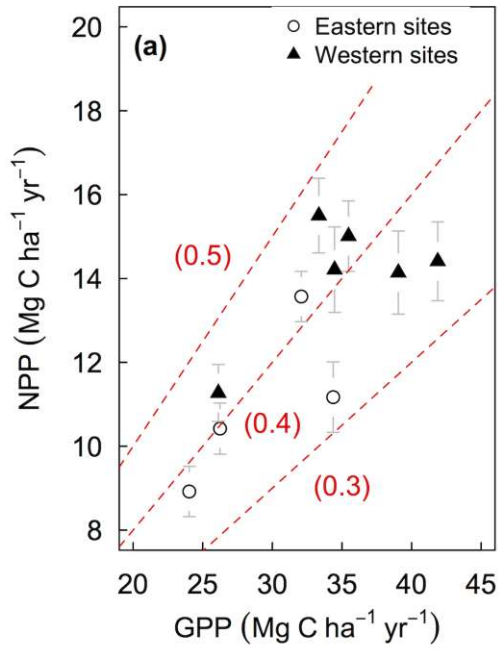 (a)
○ Eastern sites
▲ Western sites
20
18
16
14
12
10
8
NPP (Mg C ha⁻¹ yr⁻¹)
(0.5)
(0.4)
(0.3)
20 25 30 35 40 45
GPP (Mg C ha⁻¹ yr⁻¹)